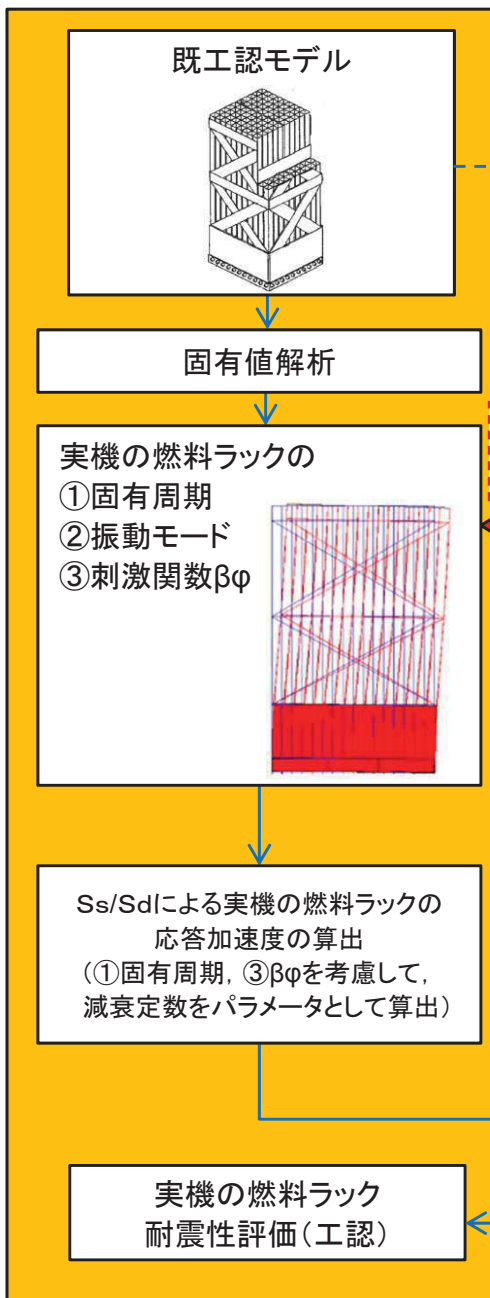 既工認モデル
固有値解析
実機の燃料ラックの
①固有周期
②振動モード
③刺激関数βφ
Ss/Sdによる実機の燃料ラックの
応答加速度の算出
(①固有周期，③βφを考慮して，
減衰定数をパラメータとして算出)
実機の燃料ラック
耐震性評価(工認)